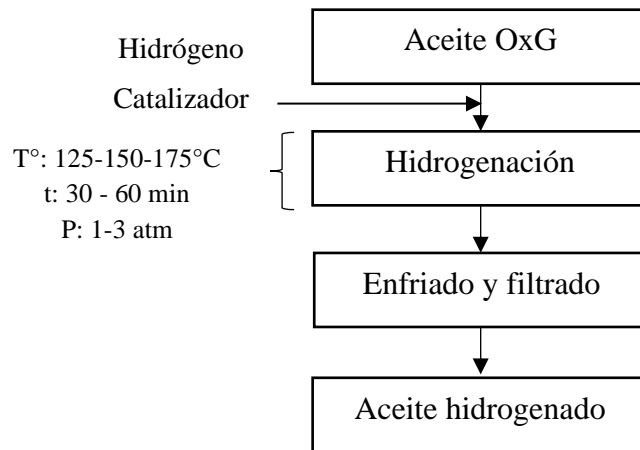 Aceite OxG
Hidrógeno
Catalizador
Hidrogenación
T°: 125-150-175°C
t: 30 - 60 min
P: 1-3 atm
Enfriado y filtrado
Aceite hidrogenado